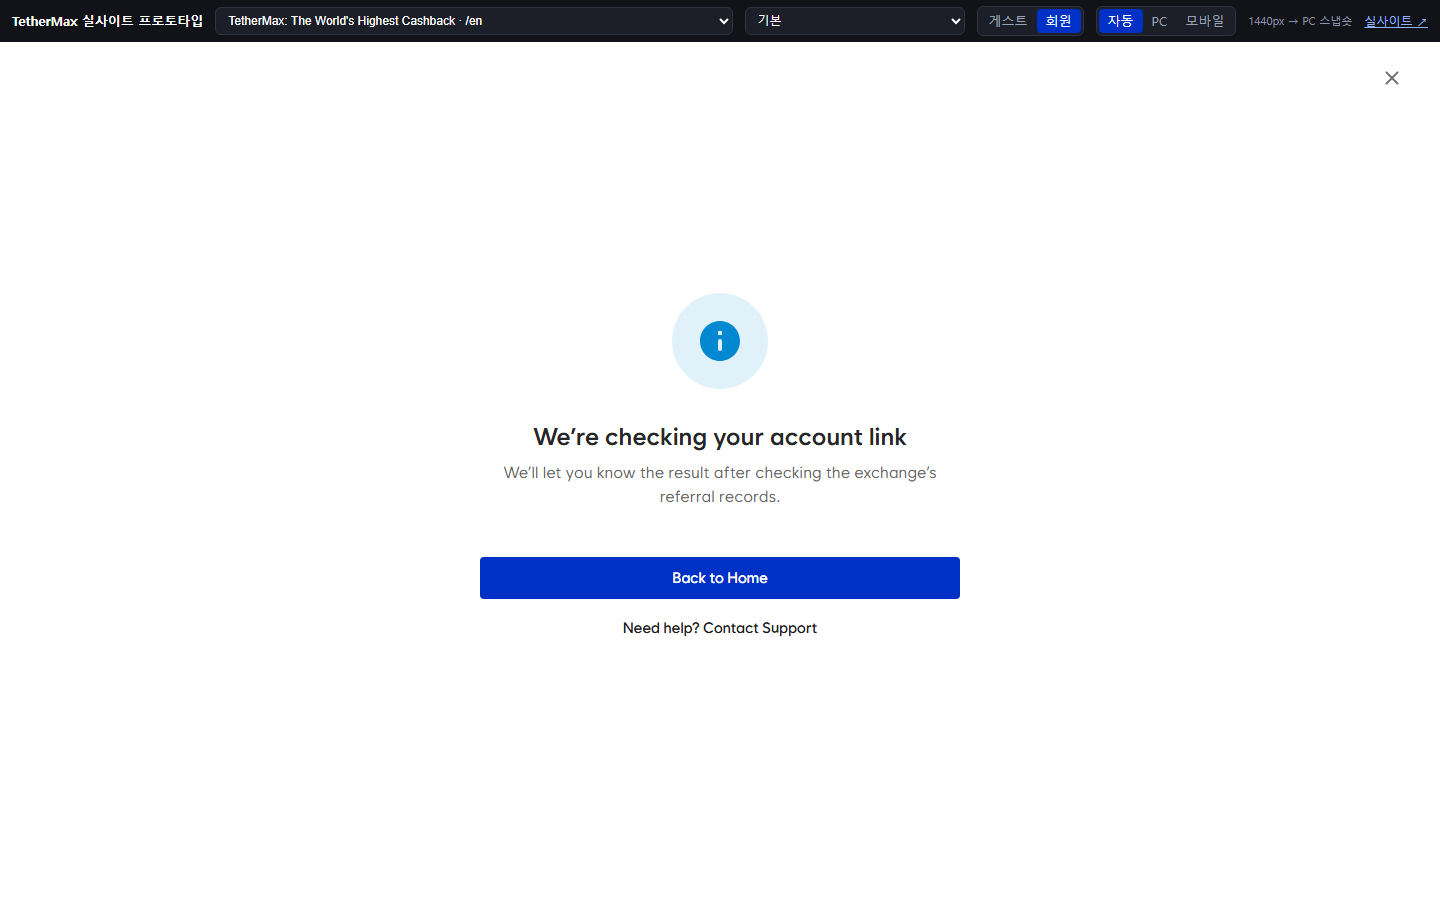 TetherMax 실사이트 프로토타입 TetherMax: The World's Highest Cashback · /en 기본 게스트 회원 자동 PC 모바일 1440px → PC 스냅숏 실사이트 ↗
We’re checking your account link
We’ll let you know the result after checking the exchange’s
referral records.
Back to Home
Need help? Contact Support